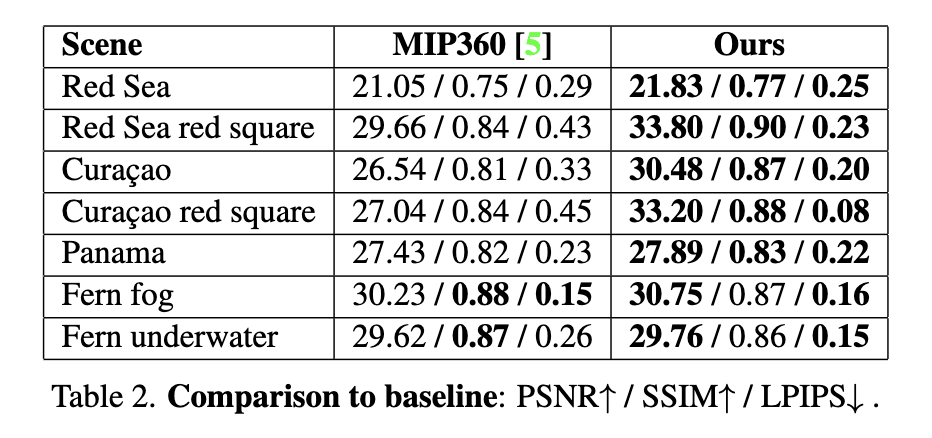 Scene MIP360 [5] Ours
Red Sea 21.05 / 0.75 / 0.29 21.83 / 0.77 / 0.25
Red Sea red square 29.66 / 0.84 / 0.43 33.80 / 0.90 / 0.23
Curaçao 26.54 / 0.81 / 0.33 30.48 / 0.87 / 0.20
Curaçao red square 27.04 / 0.84 / 0.45 33.20 / 0.88 / 0.08
Panama 27.43 / 0.82 / 0.23 27.89 / 0.83 / 0.22
Fern fog 30.23 / 0.88 / 0.15 30.75 / 0.87 / 0.16
Fern underwater 29.62 / 0.87 / 0.26 29.76 / 0.86 / 0.15
Table 2. Comparison to baseline: PSNR↑ / SSIM↑ / LPIPS↓ .